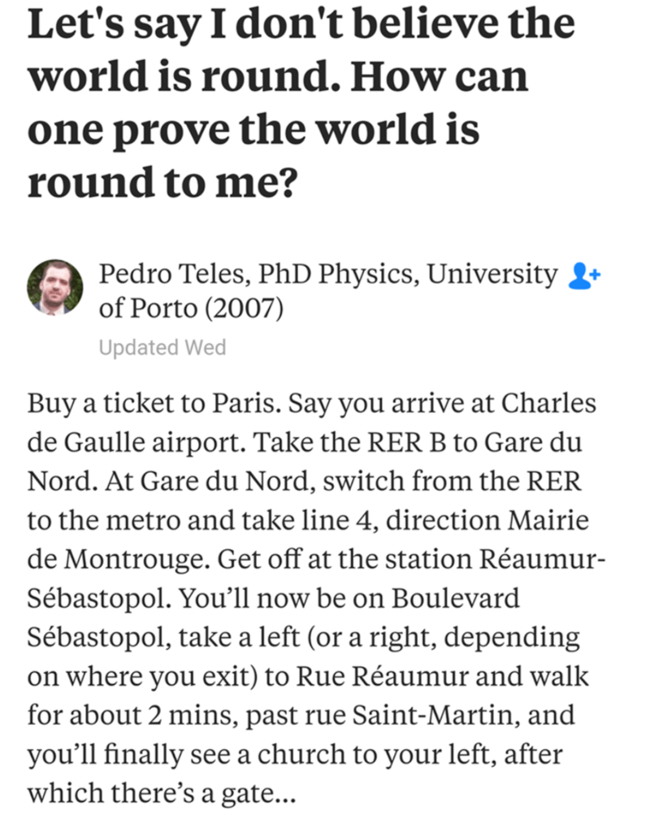 Let's say I don't believe the
world is round. How can
one prove the world is
round to me?
Pedro Teles, PhD Physics, University
of Porto (2007)
Updated Wed
Buy a ticket to Paris. Say you arrive at Charles
de Gaulle airport. Take the RER B to Gare du
Nord. At Gare du Nord, switch from the RER
to the metro and take line 4, direction Mairie
de Montrouge. Get off at the station Réaumur-
Sébastopol. You’ll now be on Boulevard
Sébastopol, take a left (or a right, depending
on where you exit) to Rue Réaumur and walk
for about 2 mins, past rue Saint-Martin, and
you’ll finally see a church to your left, after
which there’s a gate...